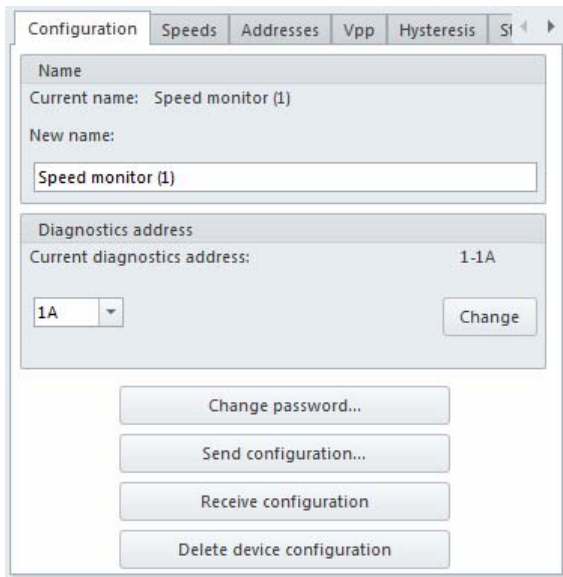 Configuration Speeds Addresses Vpp Hysteresis
Name
Current name: Speed monitor (1)
New name:
Speed monitor (1)
Diagnostics address
Current diagnostics address: 1-1A
1A Change
Change password...
Send configuration...
Receive configuration
Delete device configuration